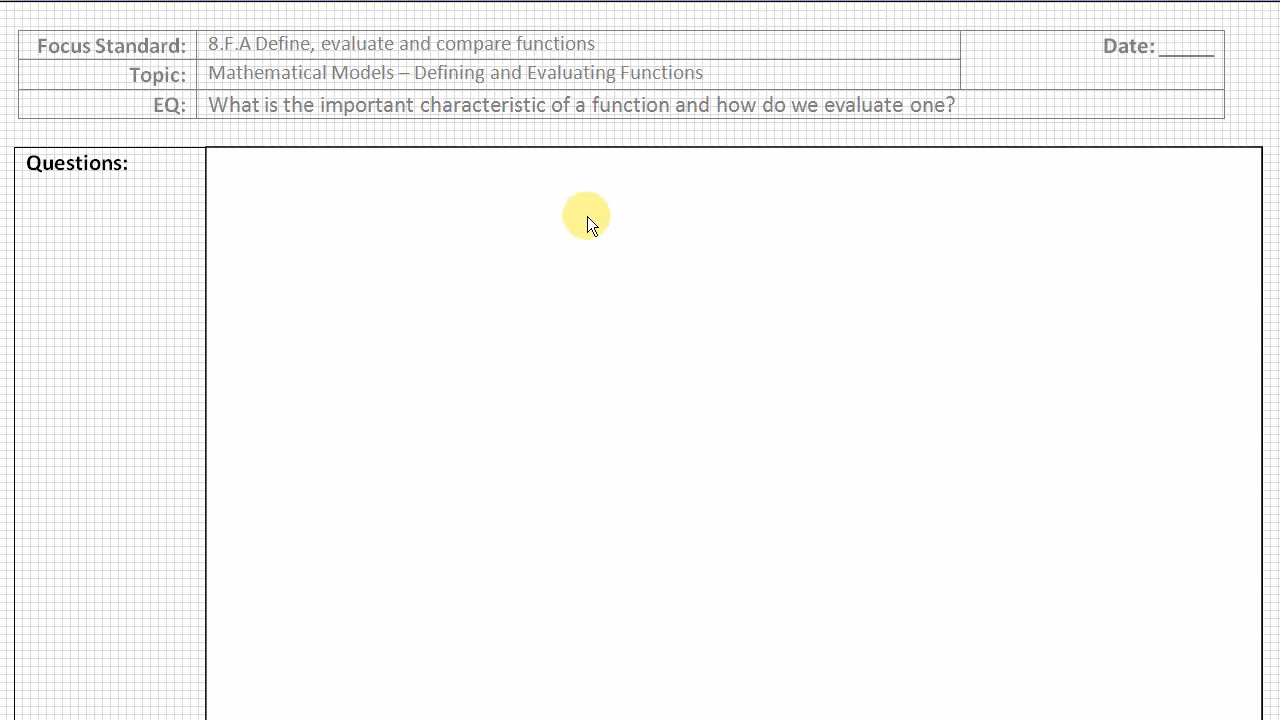 Focus Standard: 8.F.A Define, evaluate and compare functions Date: _____
Topic: Mathematical Models – Defining and Evaluating Functions
EQ: What is the important characteristic of a function and how do we evaluate one?
Questions: